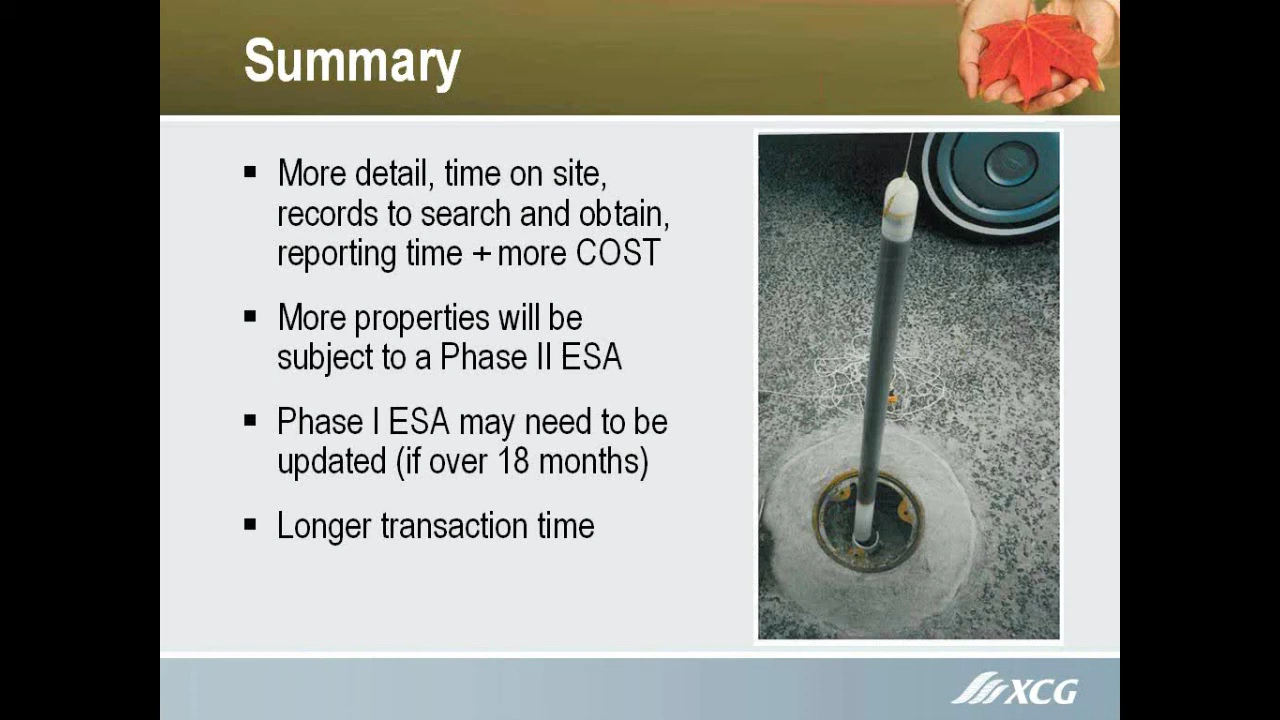 Summary
▪ More detail, time on site,
records to search and obtain,
reporting time + more COST
▪ More properties will be
subject to a Phase II ESA
▪ Phase I ESA may need to be
updated (if over 18 months)
▪ Longer transaction time
XCG